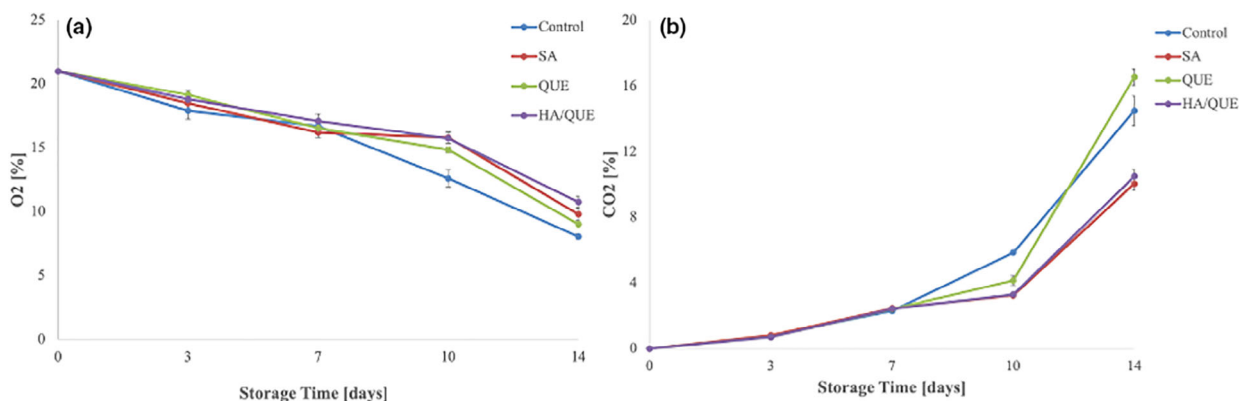 (a)
25
20
15
10
5
0
O2 [%]
0 3 7 10 14
Storage Time [days]
Control
SA
QUE
HA/QUE
(b)
20
16
12
8
4
0
CO2 [%]
0 3 7 10 14
Storage Time [days]
Control
SA
QUE
HA/QUE